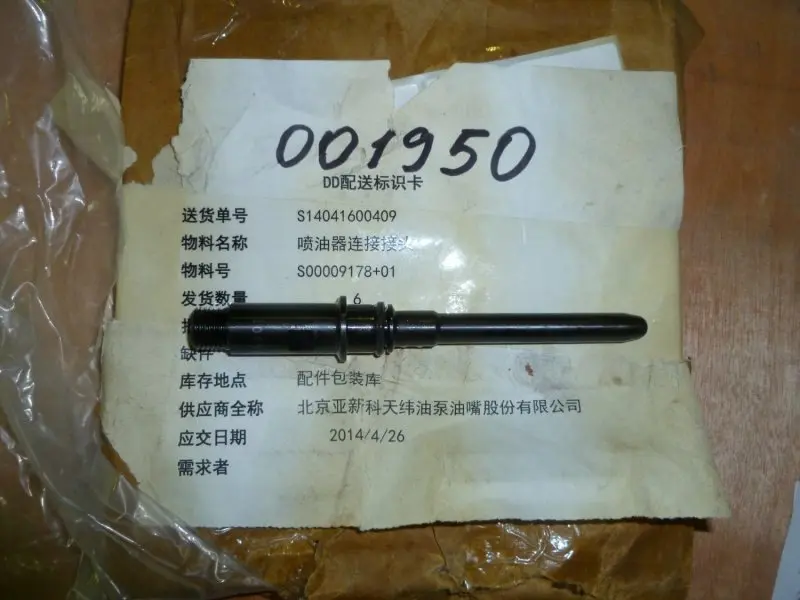 001950
DD配送标识卡
送货单号 S14041600409
物料名称 喷油器连接接头
物料号 S00009178+01
发货数量 6
缺件
库存地点 配件包装库
供应商全称 北京亚新科天纬油泵油嘴股份有限公司
应交日期 2014/4/26
需求者